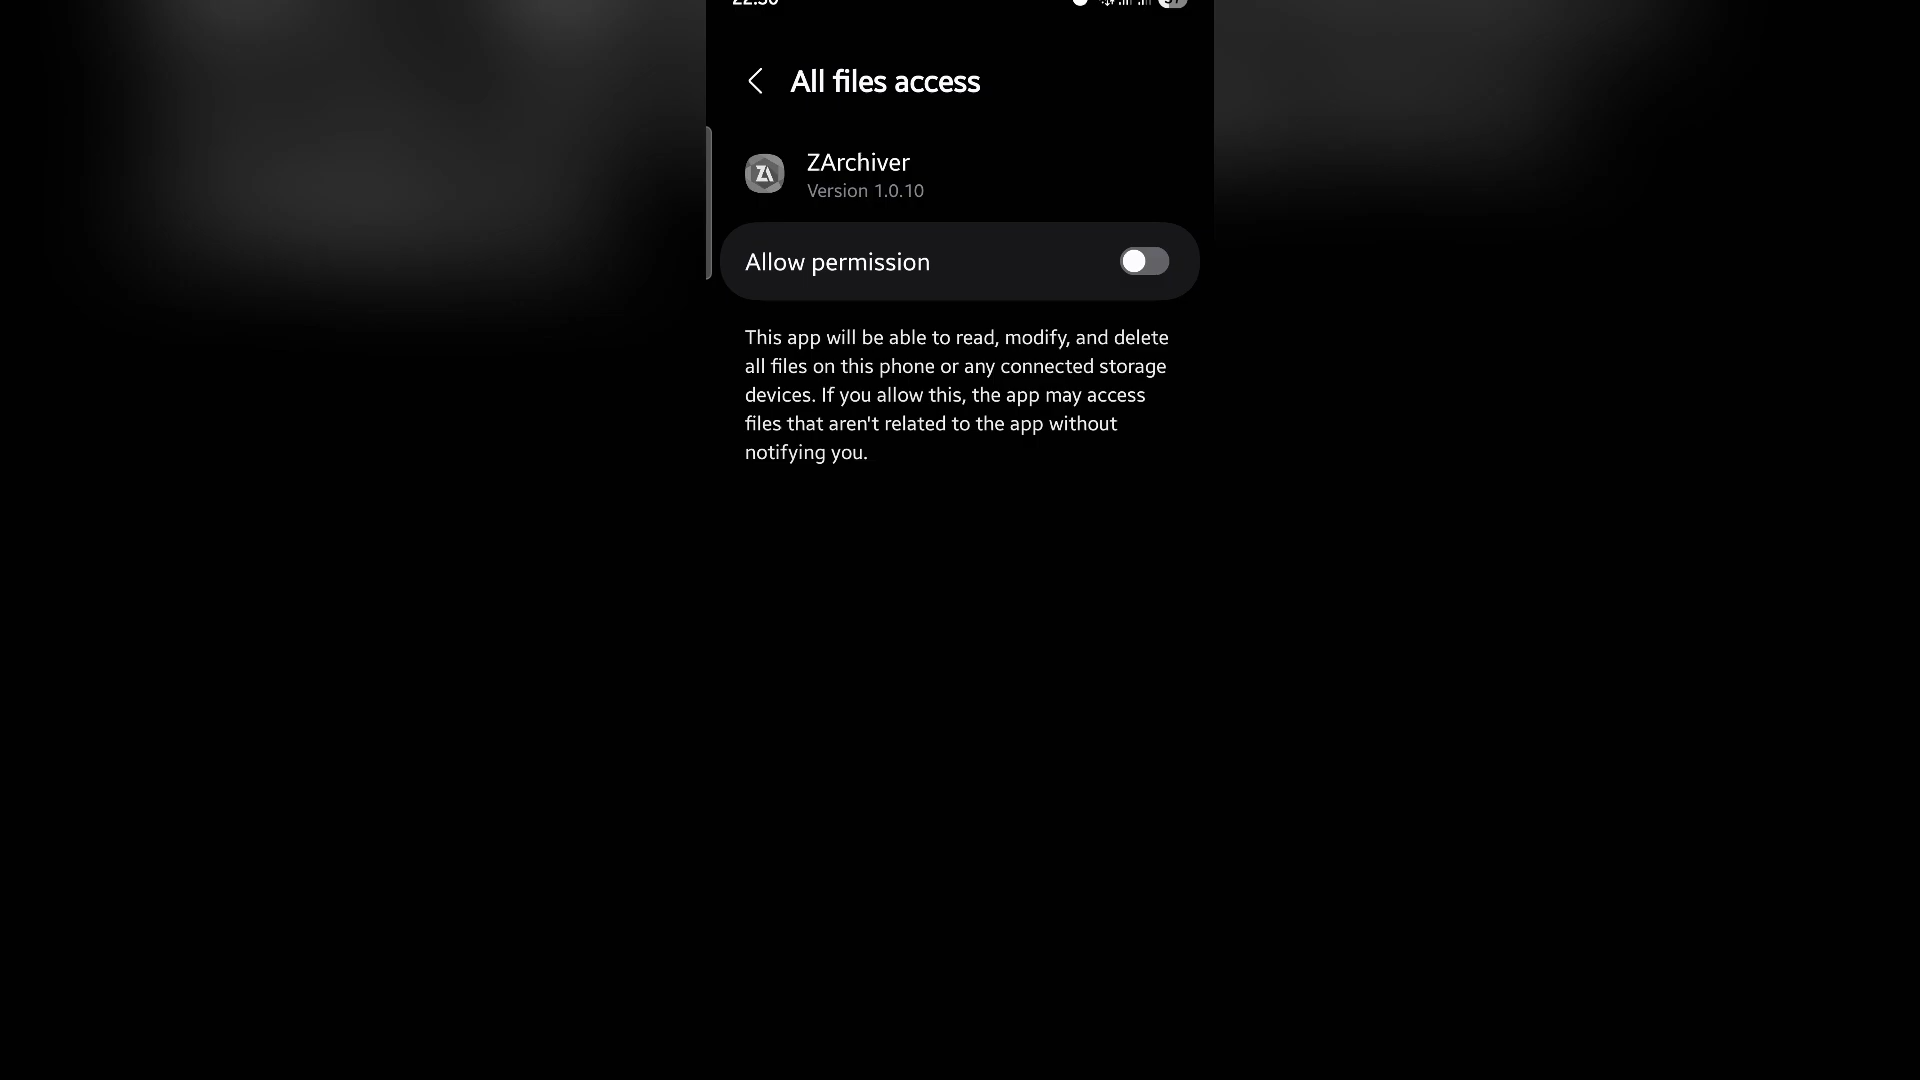 All files access
ZArchiver
Version 1.0.10
Allow permission
This app will be able to read, modify, and delete
all files on this phone or any connected storage
devices. If you allow this, the app may access
files that aren't related to the app without
notifying you.